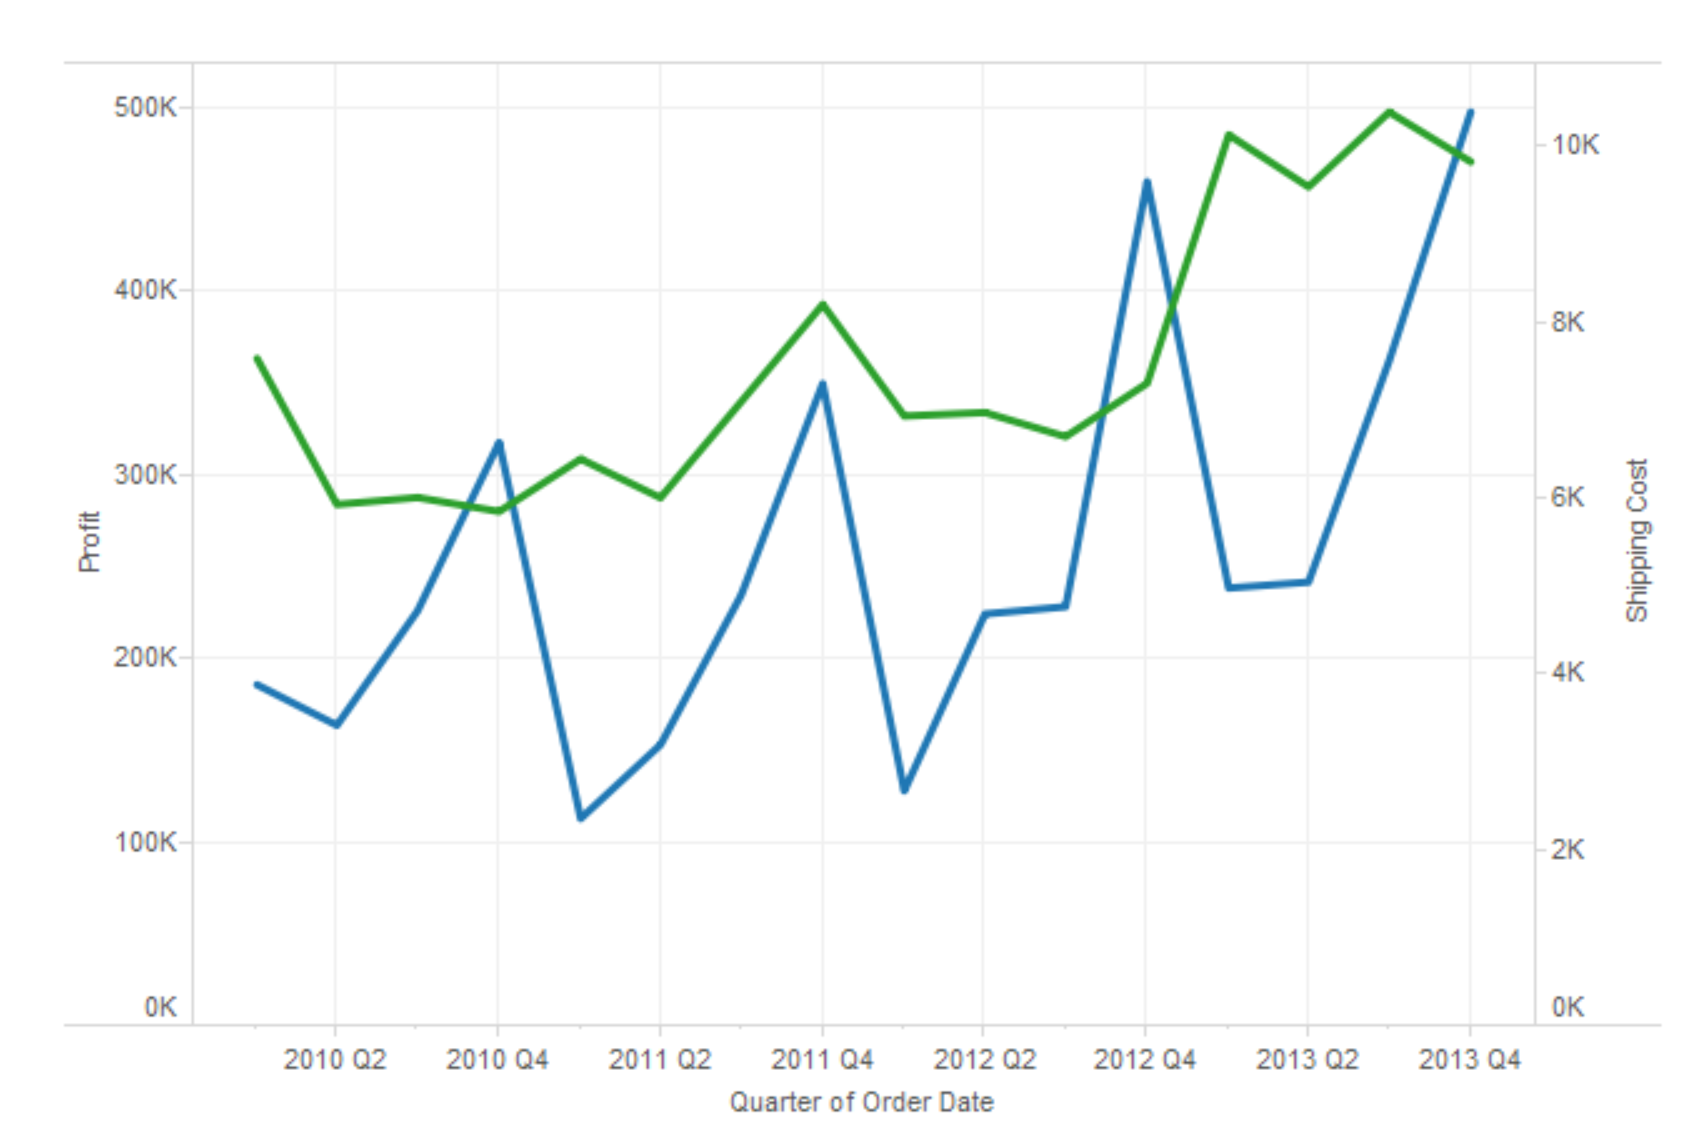 500K
400K
300K
200K
100K
0K
Profit
10K
8K
6K
4K
2K
0K
Shipping Cost
2010 Q2 2010 Q4 2011 Q2 2011 Q4 2012 Q2 2012 Q4 2013 Q2 2013 Q4
Quarter of Order Date